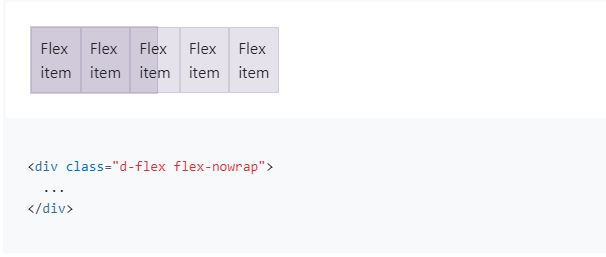 Flex Flex Flex Flex Flex
item item item item item
<div class="d-flex flex-nowrap">
...
</div>